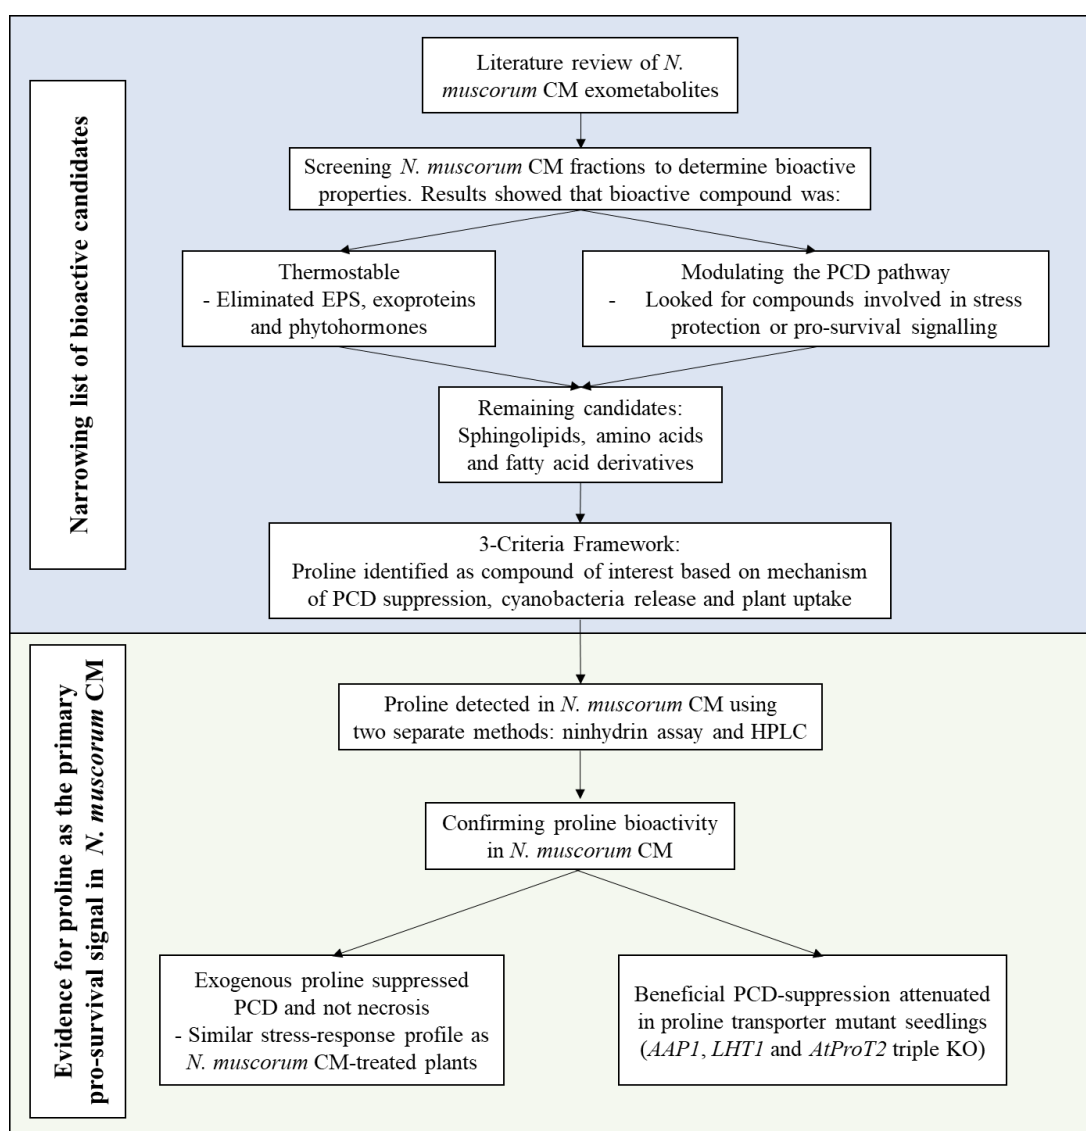 Narrowing list of bioactive candidates
Literature review of N.
muscorum CM exometabolites
Screening N. muscorum CM fractions to determine bioactive
properties. Results showed that bioactive compound was:
Thermostable
- Eliminated EPS, exoproteins
and phytohormones
Modulating the PCD pathway
- Looked for compounds involved in stress
protection or pro-survival signalling
Remaining candidates:
Sphingolipids, amino acids
and fatty acid derivatives
3-Criteria Framework:
Proline identified as compound of interest based on mechanism
of PCD suppression, cyanobacteria release and plant uptake
Evidence for proline as the primary
pro-survival signal in N. muscorum CM
Proline detected in N. muscorum CM using
two separate methods: ninhydrin assay and HPLC
Confirming proline bioactivity
in N. muscorum CM
Exogenous proline suppressed
PCD and not necrosis
- Similar stress-response profile as
N. muscorum CM-treated plants
Beneficial PCD-suppression attenuated
in proline transporter mutant seedlings
(AAP1, LHT1 and AtProT2 triple KO)